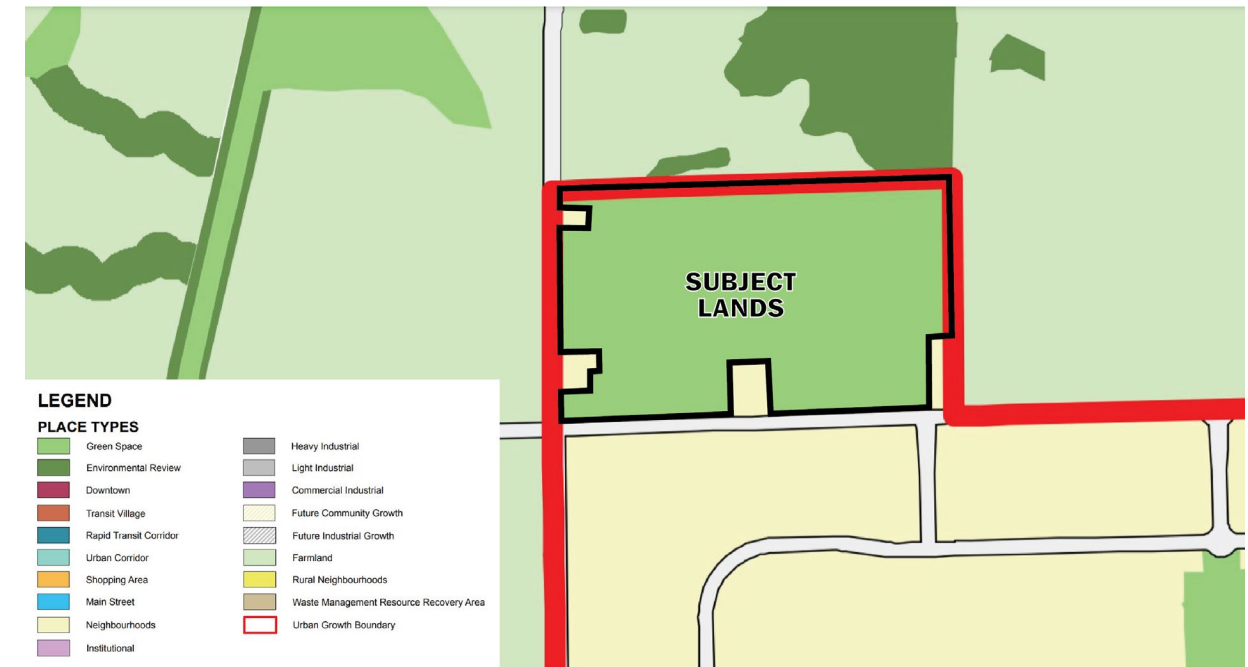 SUBJECT
LANDS
LEGEND
PLACE TYPES
Green Space
Environmental Review
Downtown
Transit Village
Rapid Transit Corridor
Urban Corridor
Shopping Area
Main Street
Neighbourhoods
Institutional
Heavy Industrial
Light Industrial
Commercial Industrial
Future Community Growth
Future Industrial Growth
Farmland
Rural Neighbourhoods
Waste Management Resource Recovery Area
Urban Growth Boundary